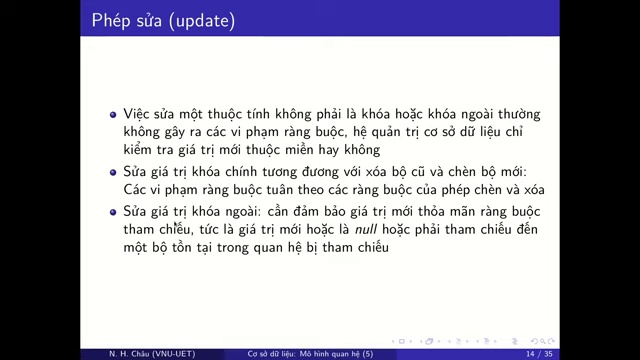 Phép sửa (update)
Việc sửa một thuộc tính không phải là khóa hoặc khóa ngoài thường
không gây ra các vi phạm ràng buộc, hệ quản trị cơ sở dữ liệu chỉ
kiểm tra giá trị mới thuộc miền hay không
Sửa giá trị khóa chính tương đương với xóa bộ cũ và chèn bộ mới:
Các vi phạm ràng buộc tuân theo các ràng buộc của phép chèn và xóa
Sửa giá trị khóa ngoài: cần đảm bảo giá trị mới thỏa mãn ràng buộc
tham chiếu, tức là giá trị mới hoặc là null hoặc phải tham chiếu đến
một bộ tồn tại trong quan hệ bị tham chiếu
N. H. Châu (VNU-UET)
Cơ sở dữ liệu: Mô hình quan hệ (5)
14 / 35